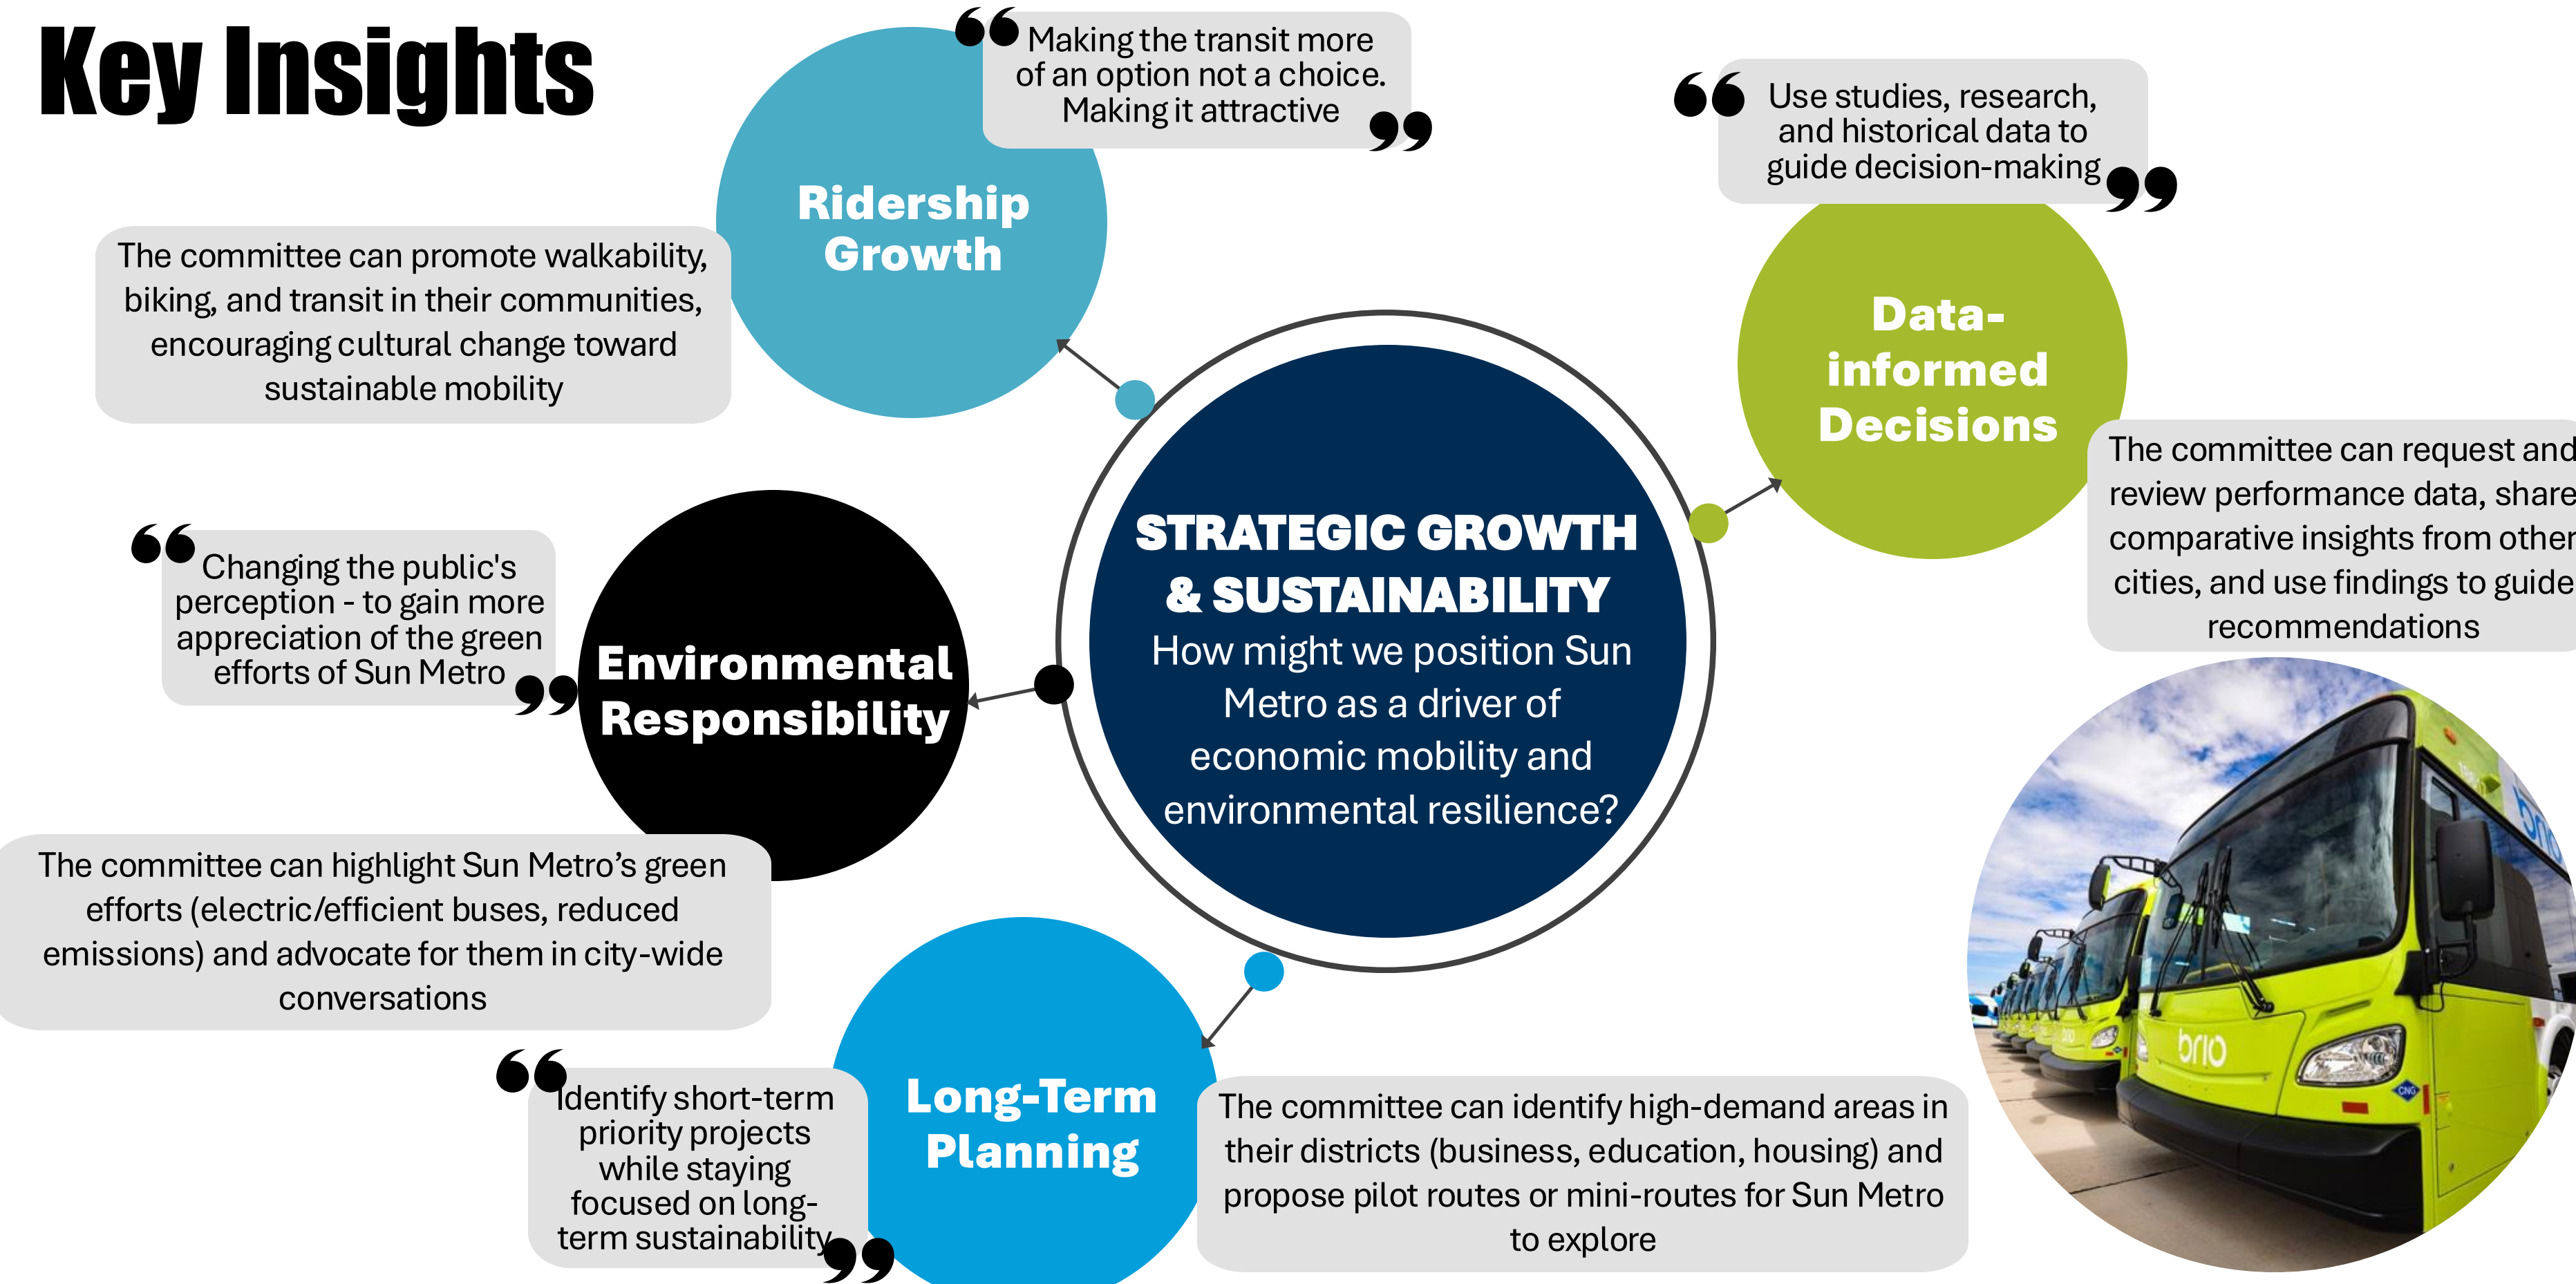 Key Insights
Making the transit more
of an option not a choice.
Making it attractive
Ridership
Growth
The committee can promote walkability,
biking, and transit in their communities,
encouraging cultural change toward
sustainable mobility
Use studies, research,
and historical data to
guide decision-making
Data-
informed
Decisions
The committee can request and
review performance data, share
comparative insights from other
cities, and use findings to guide
recommendations
STRATEGIC GROWTH
& SUSTAINABILITY
How might we position Sun
Metro as a driver of
economic mobility and
environmental resilience?
Changing the public's
perception - to gain more
appreciation of the green
efforts of Sun Metro
Environmental
Responsibility
The committee can highlight Sun Metro’s green
efforts (electric/efficient buses, reduced
emissions) and advocate for them in city-wide
conversations
Identify short-term
priority projects
while staying
focused on long-
term sustainability
Long-Term
Planning
The committee can identify high-demand areas in
their districts (business, education, housing) and
propose pilot routes or mini-routes for Sun Metro
to explore
brio
CNG